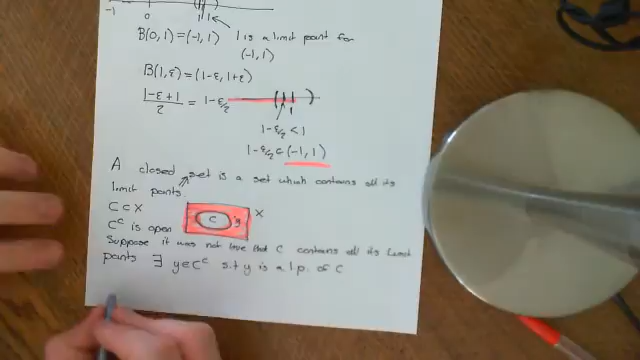 -1 0 1 1
B(0, 1) = (-1, 1) 1 is a limit point for
(-1, 1)
B(1, ε) = (1-ε, 1+ε)
(1-ε+1)/2 = 1-ε/2
1
1-ε/2 < 1
1-ε/2 ∈ (-1, 1)
A closed set is a set which contains all its
limit points.
C ⊂ X
C y X
C^c is open
Suppose it was not true that C contains all its limit
points ∃ y ∈ C^c s.t y is a l.p. of C